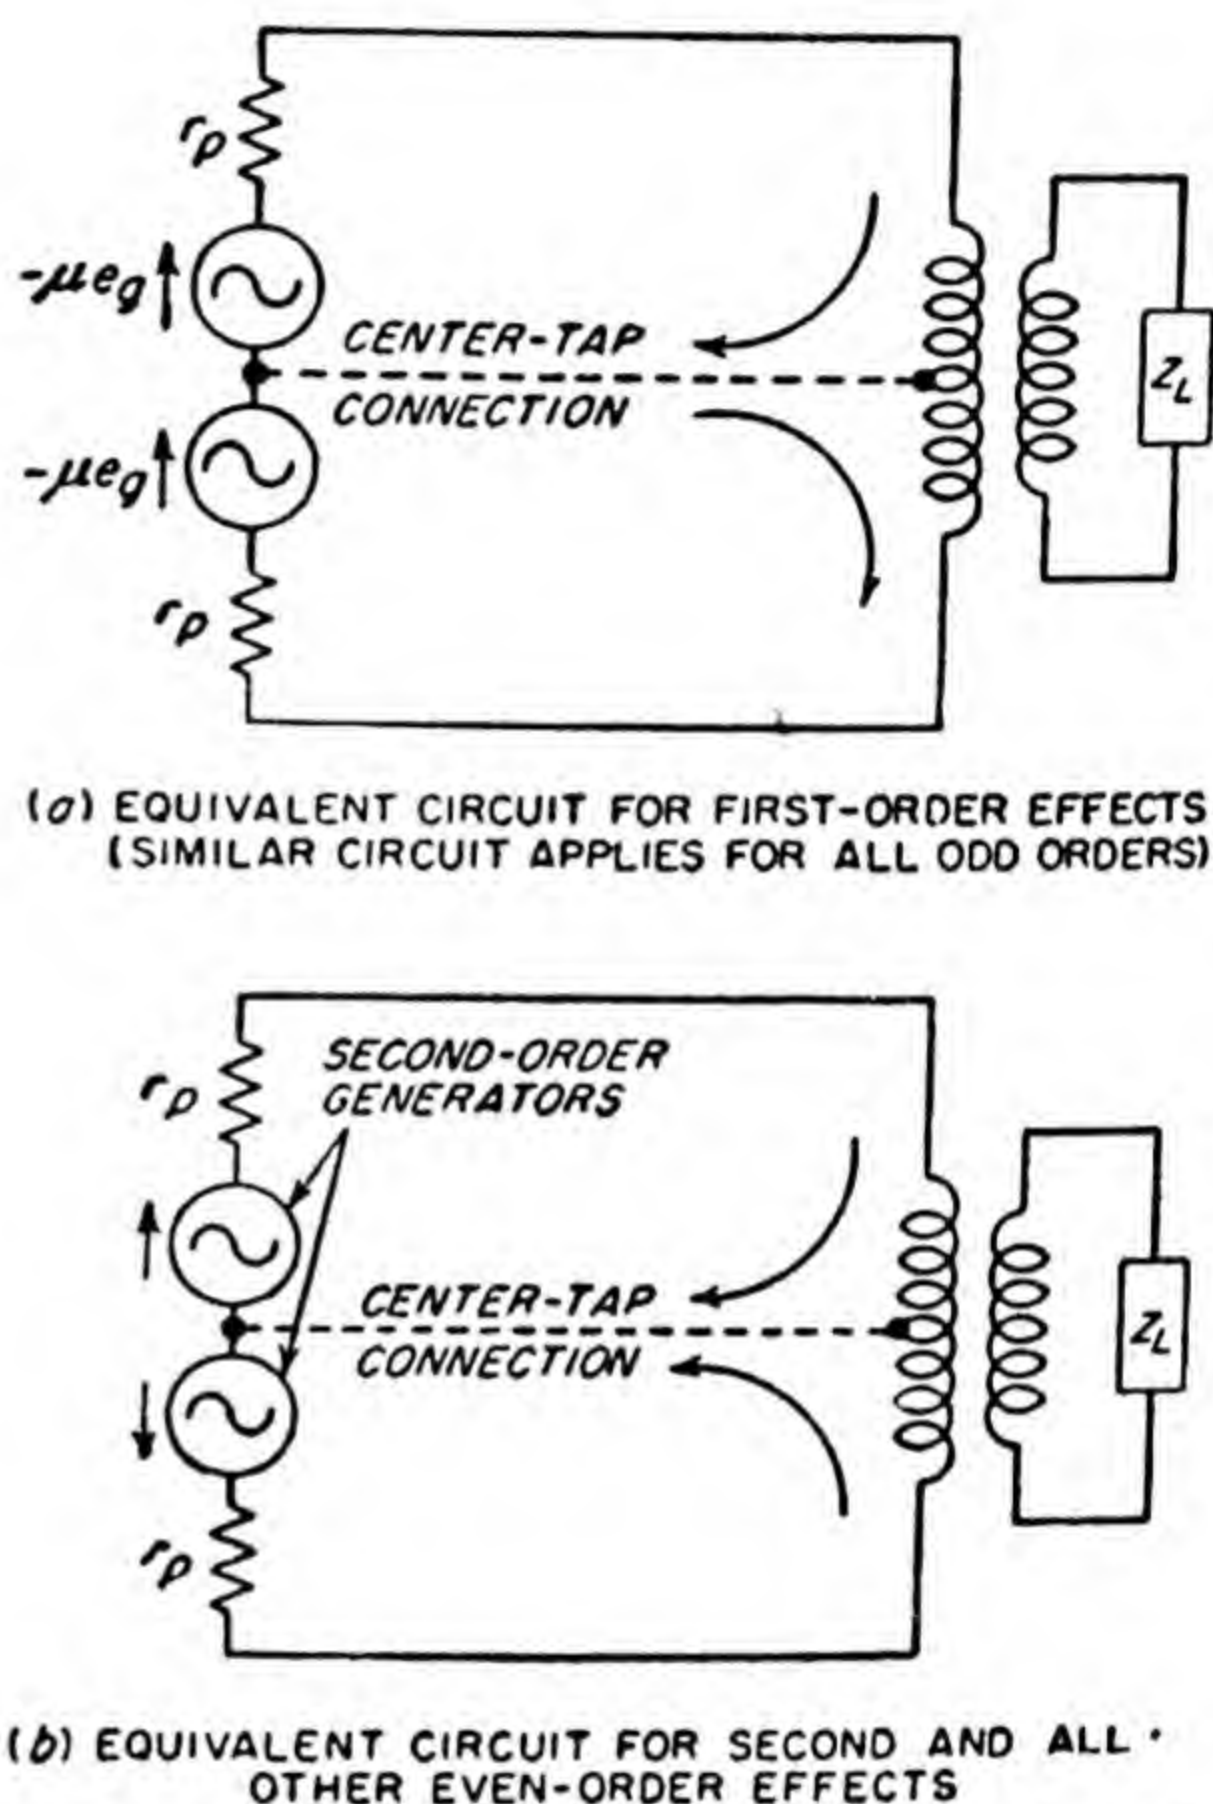 rp
-μeg
CENTER-TAP
CONNECTION
-μeg
rp
ZL
(a) EQUIVALENT CIRCUIT FOR FIRST-ORDER EFFECTS
(SIMILAR CIRCUIT APPLIES FOR ALL ODD ORDERS)
rp
SECOND-ORDER
GENERATORS
CENTER-TAP
CONNECTION
ZL
rp
(b) EQUIVALENT CIRCUIT FOR SECOND AND ALL
OTHER EVEN-ORDER EFFECTS